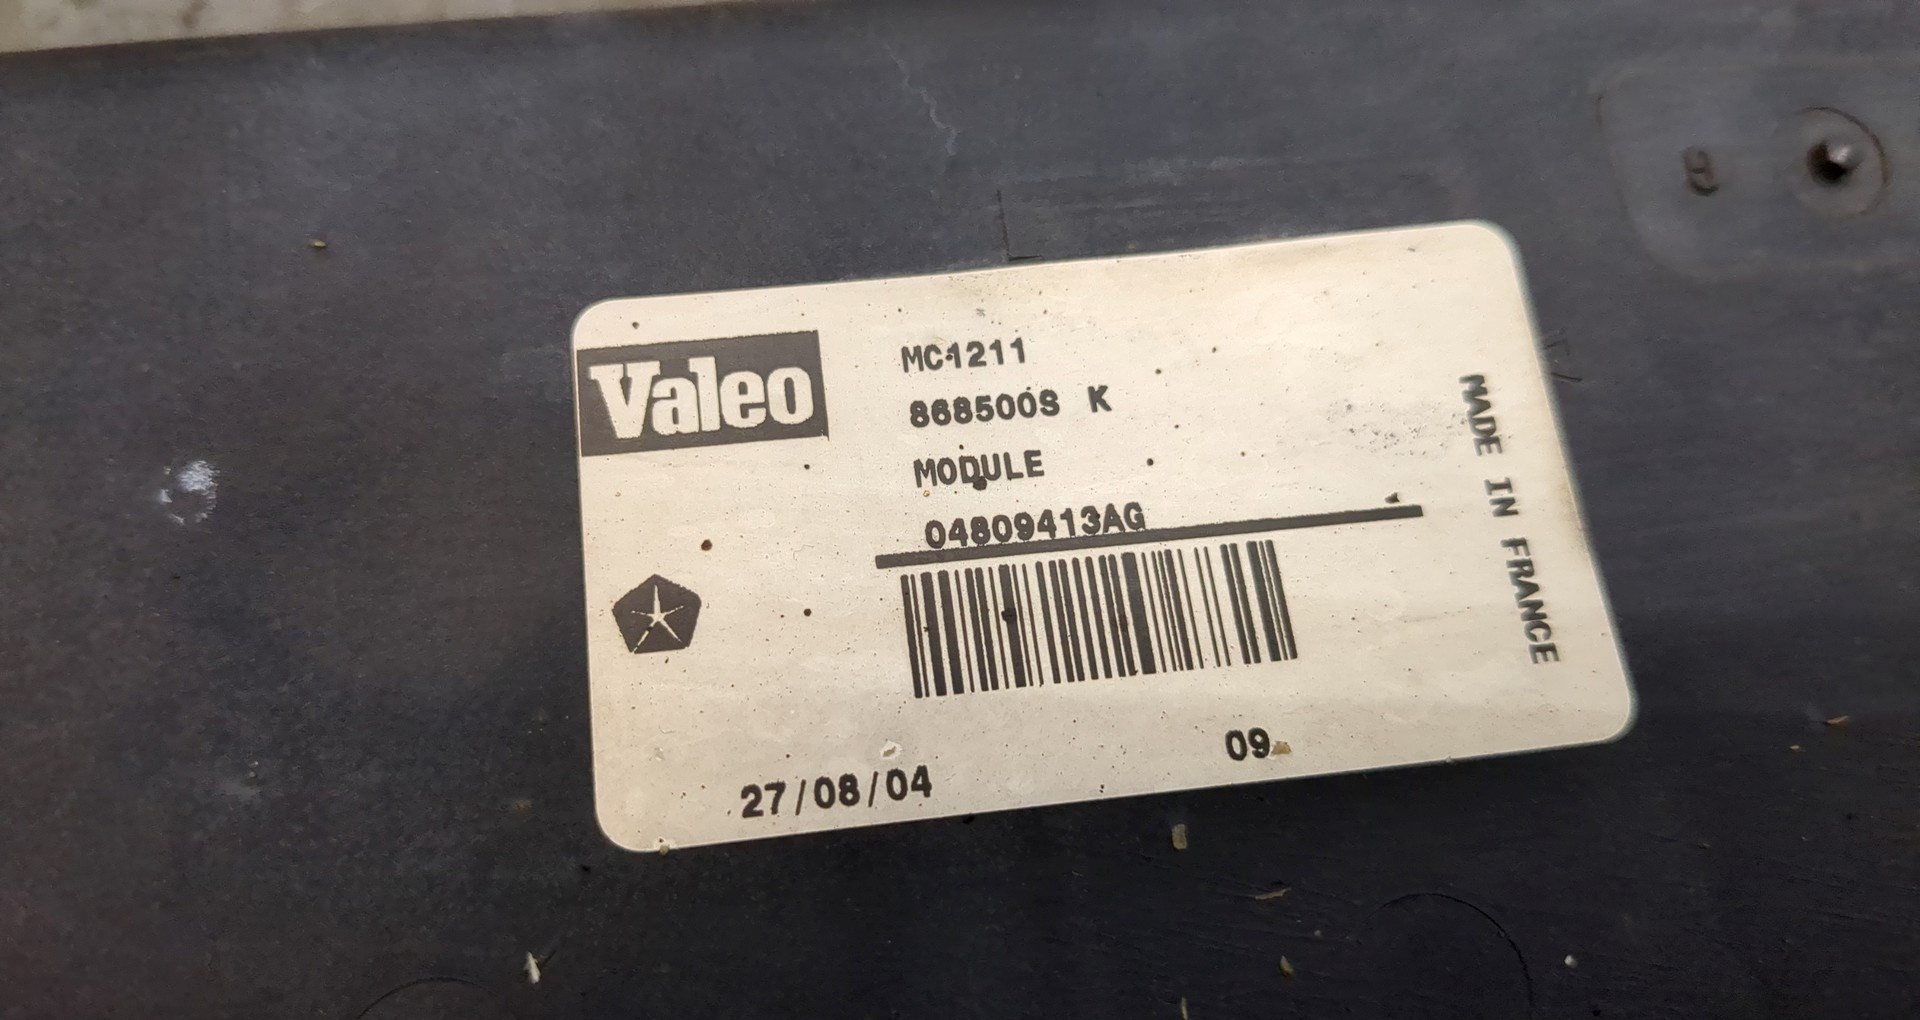 Valeo
MC1211
868500S K
MODULE
04809413AG
MADE IN FRANCE
27/08/04
09